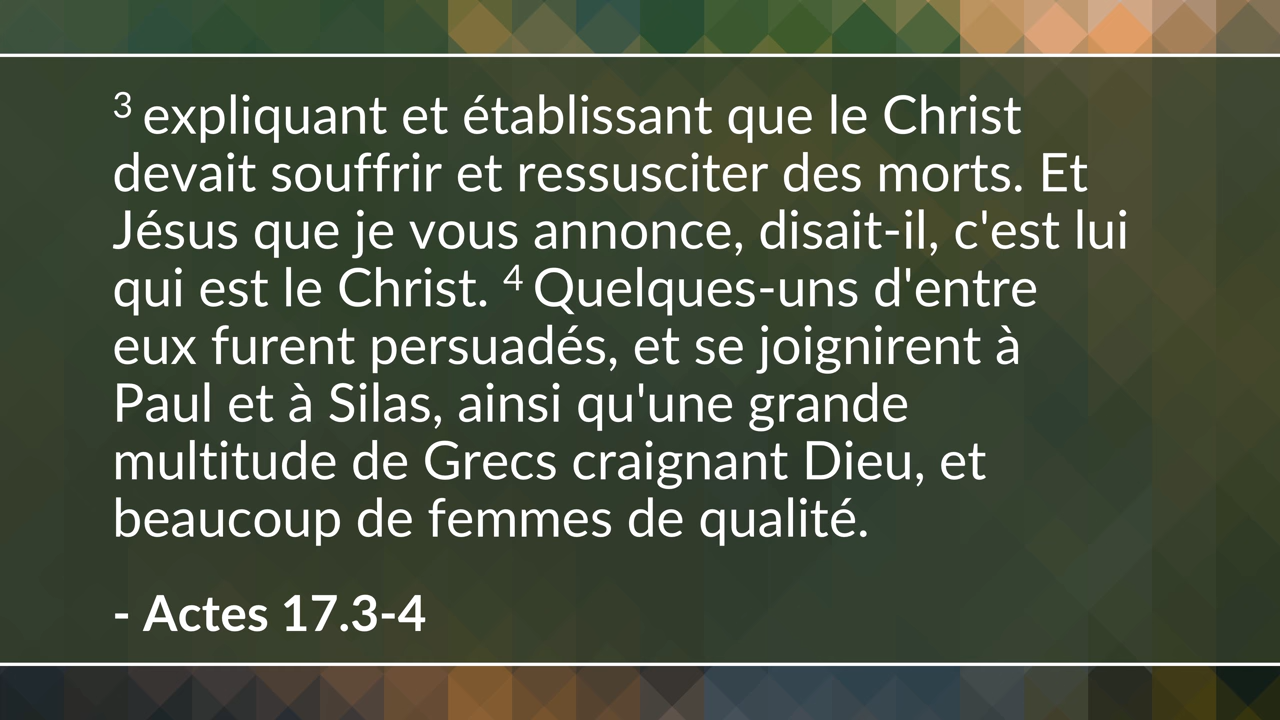 3 expliquant et établissant que le Christ
devait souffrir et ressusciter des morts. Et
Jésus que je vous annonce, disait-il, c'est lui
qui est le Christ. 4 Quelques-uns d'entre
eux furent persuadés, et se joignirent à
Paul et à Silas, ainsi qu'une grande
multitude de Grecs craignant Dieu, et
beaucoup de femmes de qualité.
- Actes 17.3-4